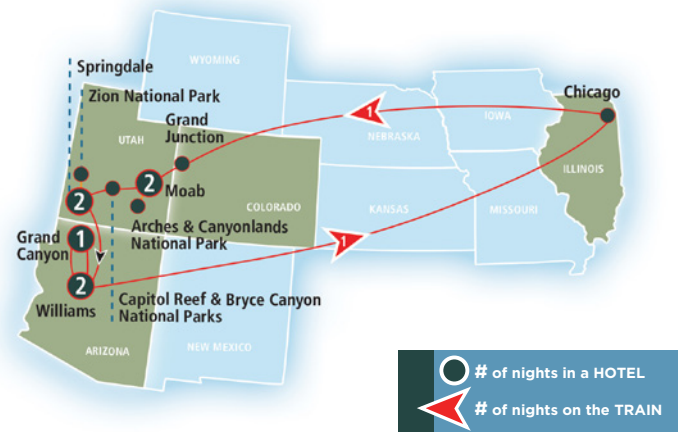 WYOMING
Springdale
Zion National Park
Chicago
1
Grand
Junction
IOWA
UTAH
NEBRASKA
ILLINOIS
2
Moab
2
COLORADO
KANSAS
MISSOURI
Arches & Canyonlands
National Park
Grand
Canyon
1
1
2
Capitol Reef & Bryce Canyon
National Parks
Williams
ARIZONA
NEW MEXICO
# of nights in a HOTEL
# of nights on the TRAIN